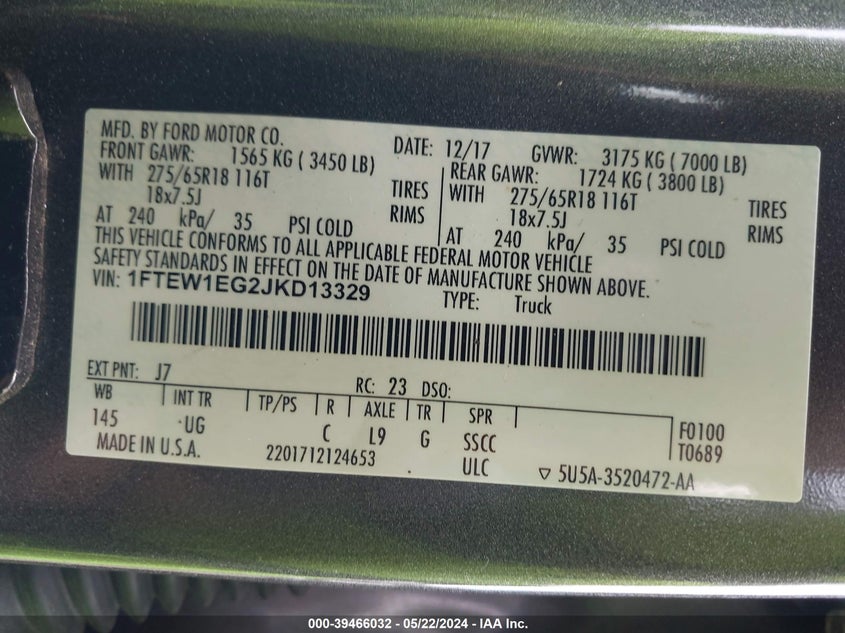 MFD. BY FORD MOTOR CO. DATE: 12/17 GVWR: 3175 KG ( 7000 LB)
FRONT GAWR: 1565 KG ( 3450 LB) REAR GAWR: 1724 KG ( 3800 LB)
WITH 275/65R18 116T TIRES WITH 275/65R18 116T TIRES
18x7.5J RIMS 18x7.5J RIMS
AT 240 kPa/ 35 PSI COLD AT 240 kPa/ 35 PSI COLD
THIS VEHICLE CONFORMS TO ALL APPLICABLE FEDERAL MOTOR VEHICLE
SAFETY STANDARDS IN EFFECT ON THE DATE OF MANUFACTURE SHOWN ABOVE.
VIN: 1FTEW1EG2JKD13329 TYPE: Truck
EXT PNT: J7 RC: 23 DSO:
WB INT TR TP/PS R AXLE TR SPR
145 UG C L9 G SSCC F0100
MADE IN U.S.A. 2201712124653 ULC T0689
▽ 5U5A-3520472-AA
000-39466032 - 05/22/2024 - IAA Inc.